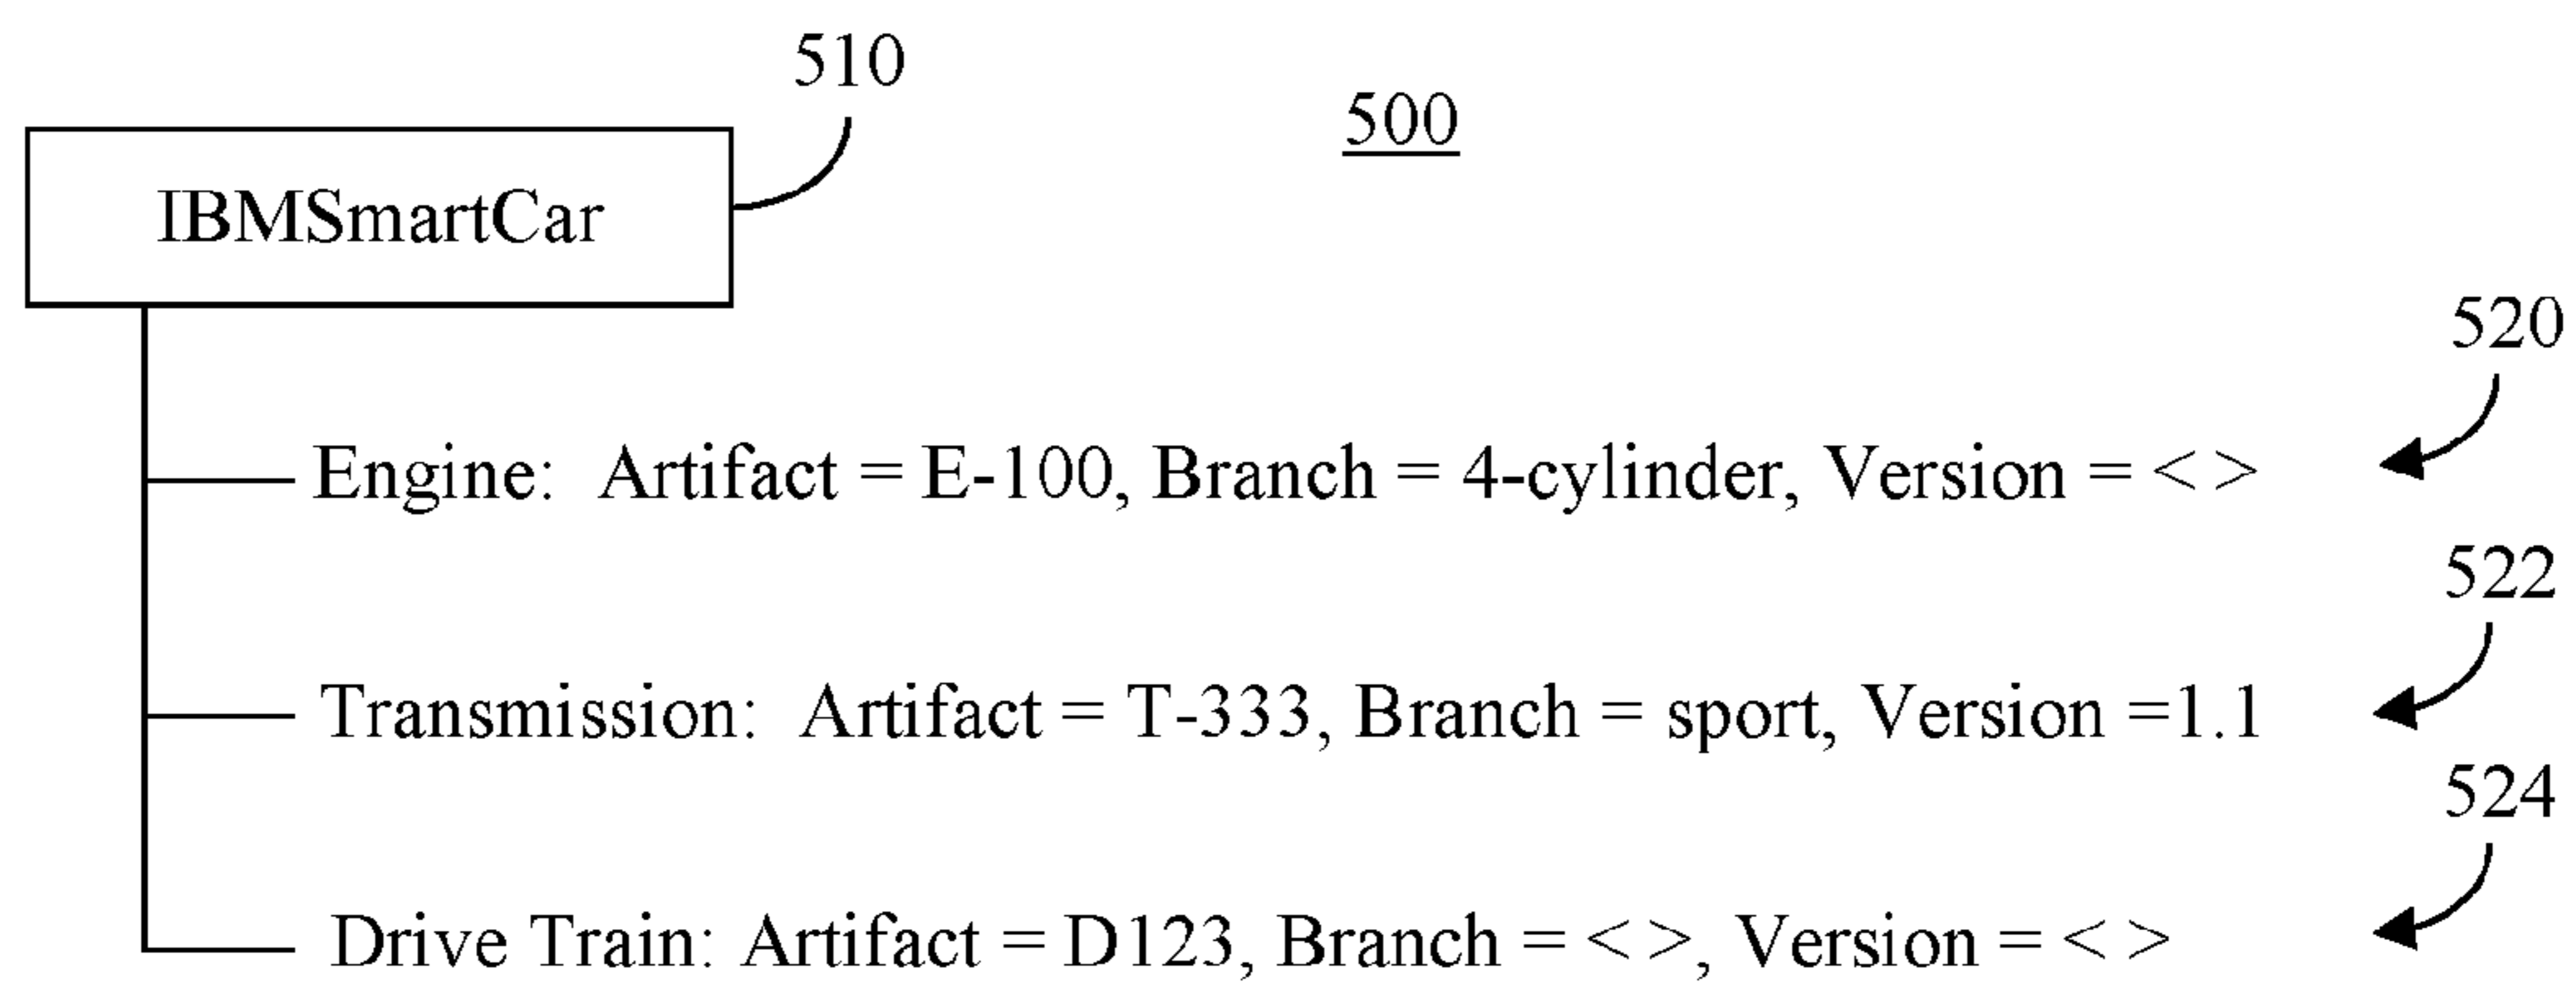 510
500
IBMSmartCar
520
Engine: Artifact = E-100, Branch = 4-cylinder, Version = < >
522
Transmission: Artifact = T-333, Branch = sport, Version =1.1
524
Drive Train: Artifact = D123, Branch = < >, Version = < >